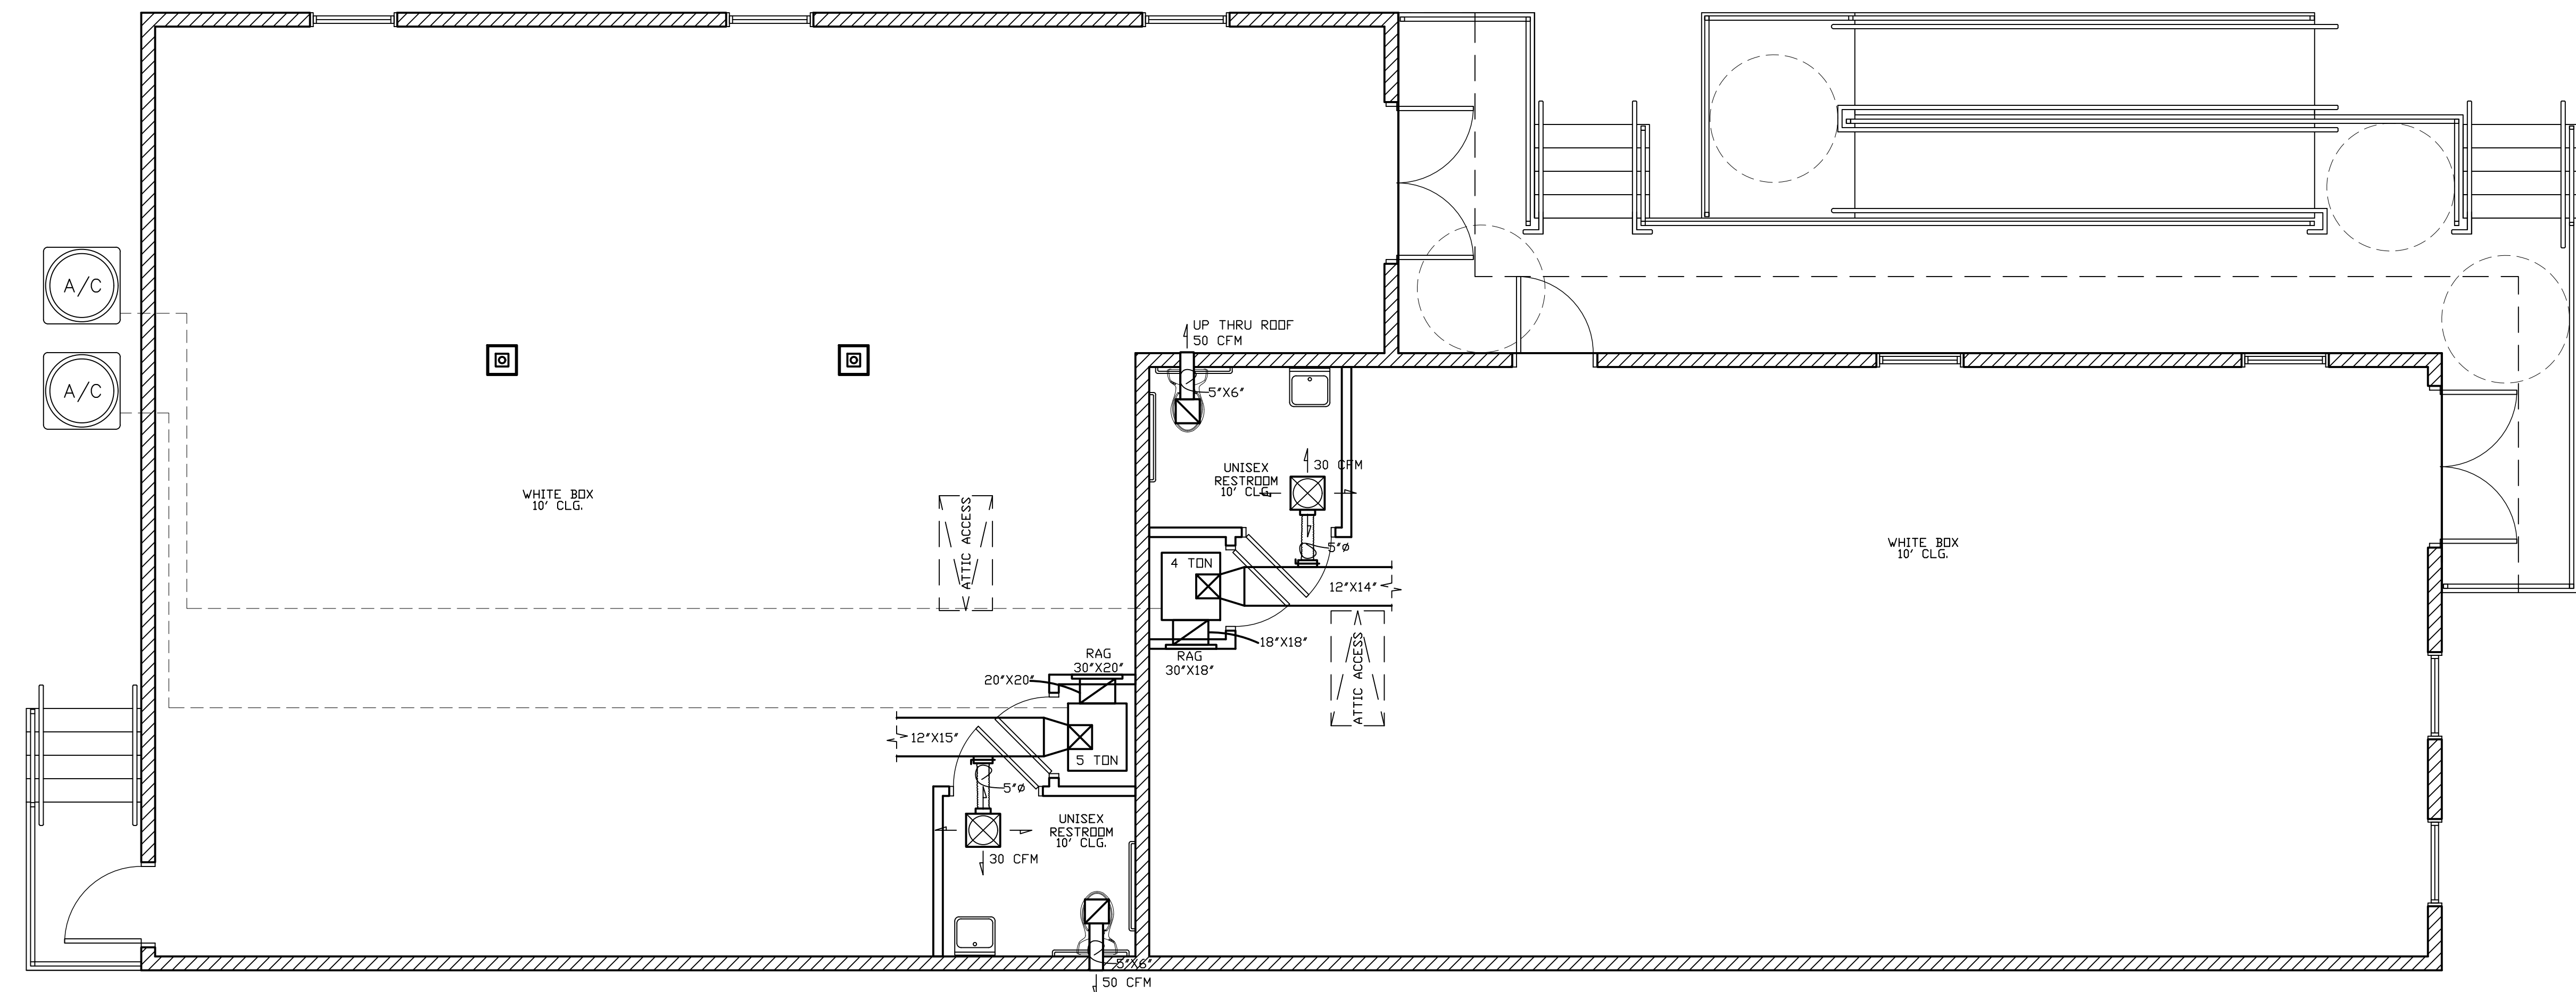 A/C
A/C
UP THRU ROOF
50 CFM
5"X6"
UNISEX
RESTROOM
10' CLG.
30 CFM
WHITE BOX
10' CLG.
ATTIC ACCESS
WHITE BOX
10' CLG.
5"Ø
4 TON
12"X14"
18"X18"
RAG
30"X18"
ATTIC ACCESS
RAG
30"X20"
20"X20"
12"X15"
5 TON
5"Ø
UNISEX
RESTROOM
10' CLG.
30 CFM
5"X6"
50 CFM